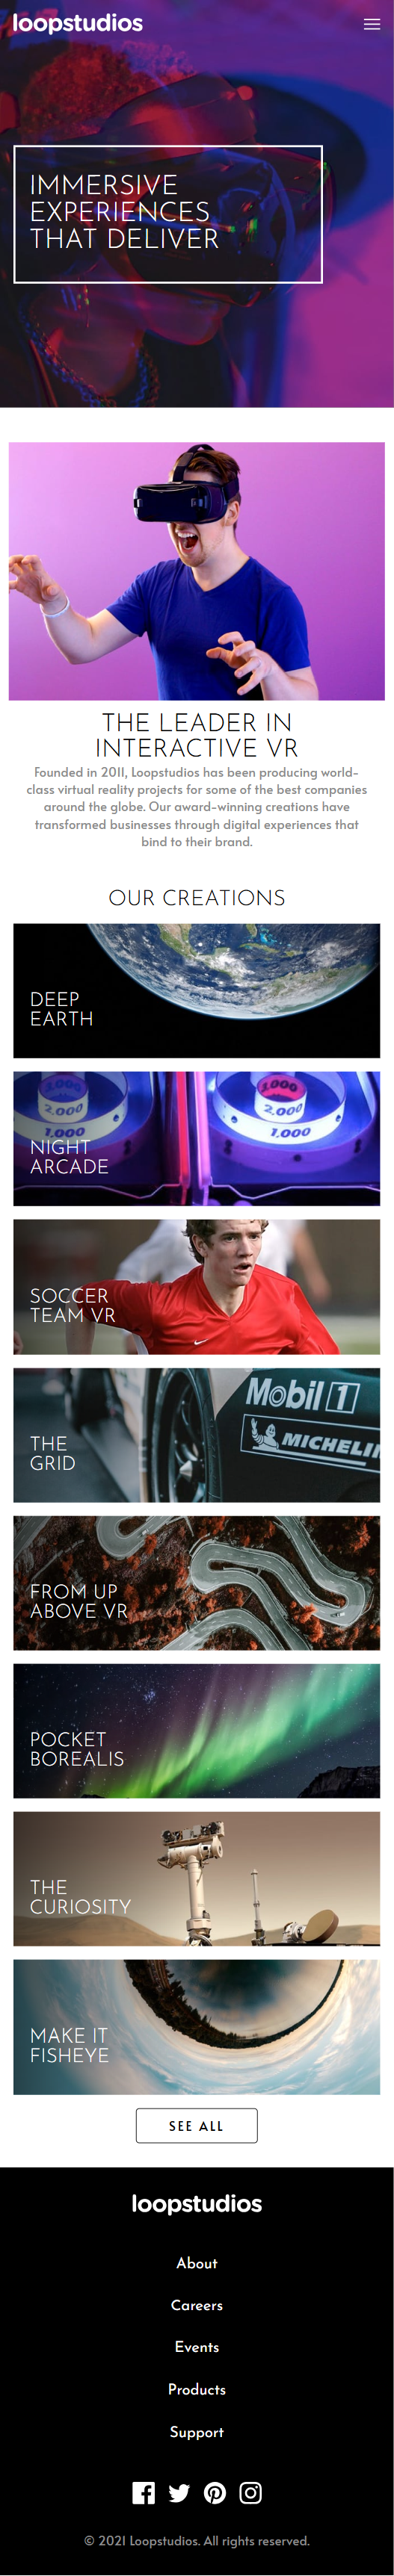 loopstudios
IMMERSIVE
EXPERIENCES
THAT DELIVER
THE LEADER IN
INTERACTIVE VR
Founded in 2011, Loopstudios has been producing world-
class virtual reality projects for some of the best companies
around the globe. Our award-winning creations have
transformed businesses through digital experiences that
bind to their brand.
OUR CREATIONS
DEEP
EARTH
2,000
1,000
3,000
2,000
1,000
NIGHT
ARCADE
SOCCER
TEAM VR
Mobil 1
MICHELI
THE
GRID
FROM UP
ABOVE VR
POCKET
BOREALIS
THE
CURIOSITY
MAKE IT
FISHEYE
SEE ALL
loopstudios
About
Careers
Events
Products
Support
© 2021 Loopstudios. All rights reserved.